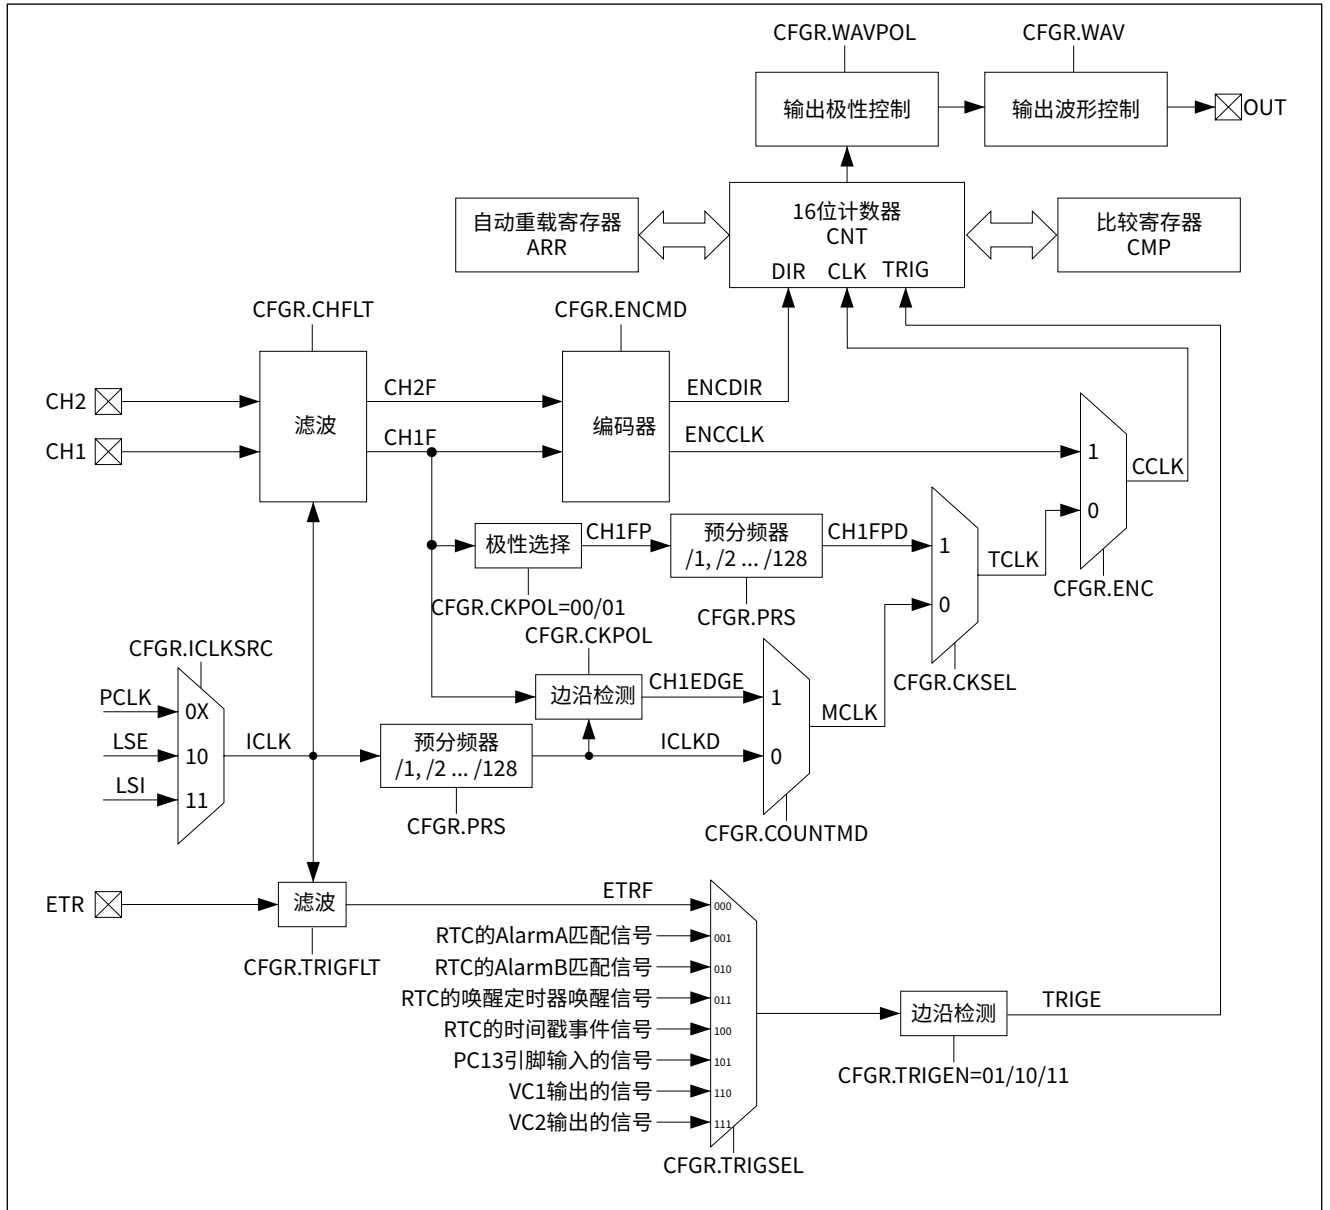 CFGR.WAVPOL
CFGR.WAV
输出极性控制
输出波形控制
OUT
自动重载寄存器
ARR
16位计数器
CNT
DIR
CLK
TRIG
比较寄存器
CMP
CFGR.CHFLT
CFGR.ENCMD
CH2
CH1
滤波
CH2F
CH1F
编码器
ENCDIR
ENCCLK
1
0
CCLK
CFGR.ENC
极性选择
CH1FP
预分频器
/1, /2 ... /128
CH1FPD
1
0
TCLK
CFGR.CKPOL=00/01
CFGR.PRS
CFGR.CKSEL
CFGR.CKPOL
CFGR.ICLKSRC
PCLK
LSE
LSI
0X
10
11
ICLK
边沿检测
CH1EDGE
预分频器
/1, /2 ... /128
ICLKD
1
0
MCLK
CFGR.PRS
CFGR.COUNTMD
ETR
滤波
ETRF
CFGR.TRIGFLT
000
RTC的AlarmA匹配信号
001
RTC的AlarmB匹配信号
010
RTC的唤醒定时器唤醒信号
011
RTC的时间戳事件信号
100
PC13引脚输入的信号
101
VC1输出的信号
110
VC2输出的信号
111
边沿检测
TRIGE
CFGR.TRIGEN=01/10/11
CFGR.TRIGSEL